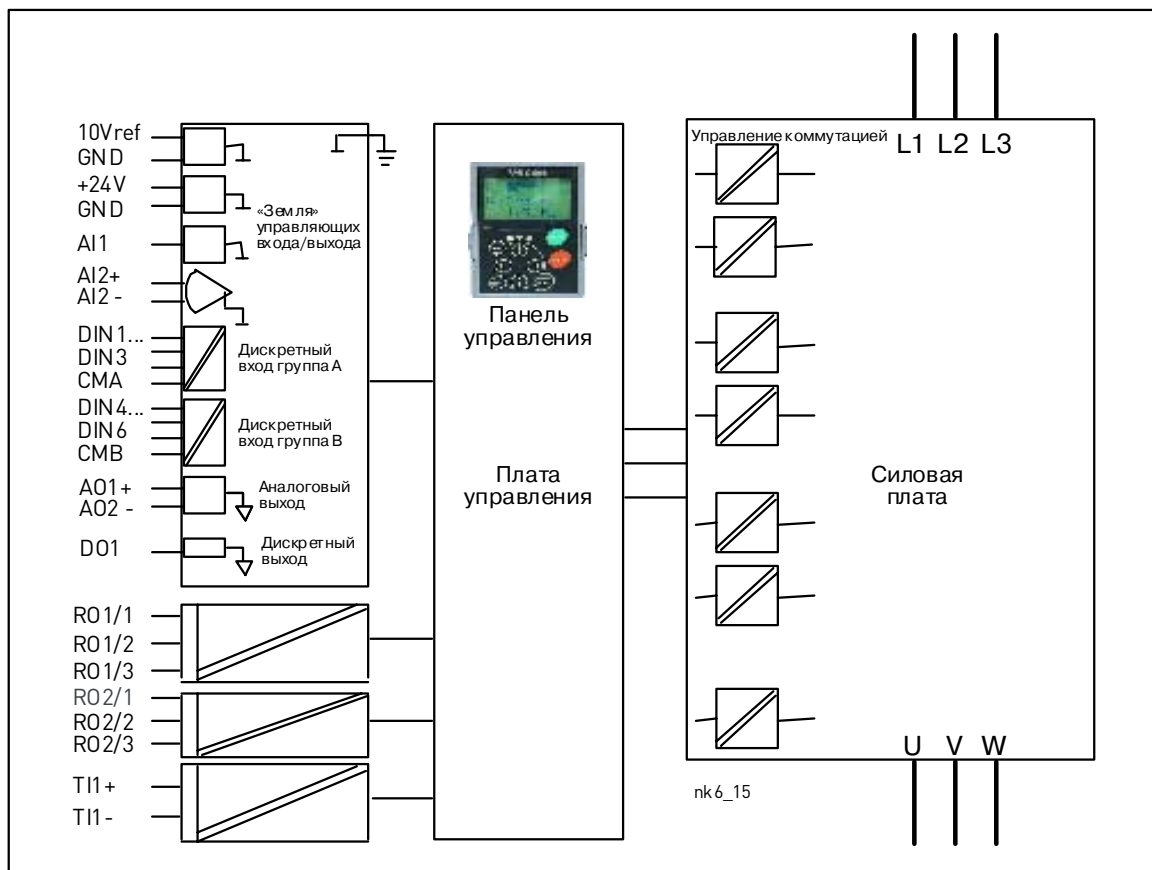 10Vref
GND
+24V
GND
AI1
AI2+
AI2 -
DIN1...
DIN3
CMA
DIN4...
DIN6
CMB
AO1+
AO2 -
DO1
RO1/1
RO1/2
RO1/3
RO2/1
RO2/2
RO2/3
TI1+
TI1-
«Земля»
управляющих
входа/выхода
Дискретный
вход группа A
Дискретный
вход группа B
Аналоговый
выход
Дискретный
выход
Панель
управления
Плата
управления
Управление коммутацией
L1 L2 L3
Силовая
плата
U V W
nk6_15